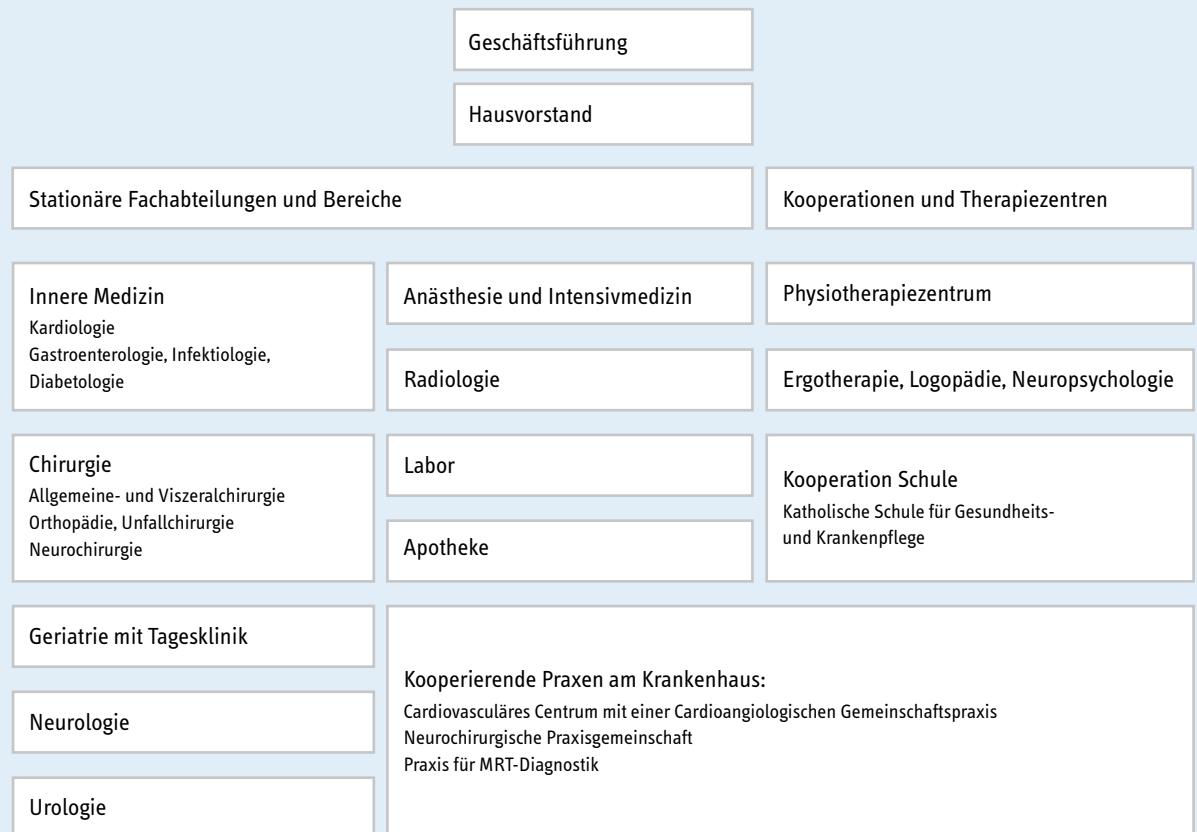 Geschäftsführung
Hausvorstand
Stationäre Fachabteilungen und Bereiche
Kooperationen und Therapiezentren
Innere Medizin
Kardiologie
Gastroenterologie, Infektiologie,
Diabetologie
Anästhesie und Intensivmedizin
Physiotherapiezentrum
Radiologie
Ergotherapie, Logopädie, Neuropsychologie
Chirurgie
Allgemeine- und Viszeralchirurgie
Orthopädie, Unfallchirurgie
Neurochirurgie
Labor
Apotheke
Kooperation Schule
Katholische Schule für Gesundheits-
und Krankenpflege
Geriatrie mit Tagesklinik
Neurologie
Urologie
Kooperierende Praxen am Krankenhaus:
Cardiovasculäres Centrum mit einer Cardioangiologischen Gemeinschaftspraxis
Neurochirurgische Praxisgemeinschaft
Praxis für MRT-Diagnostik